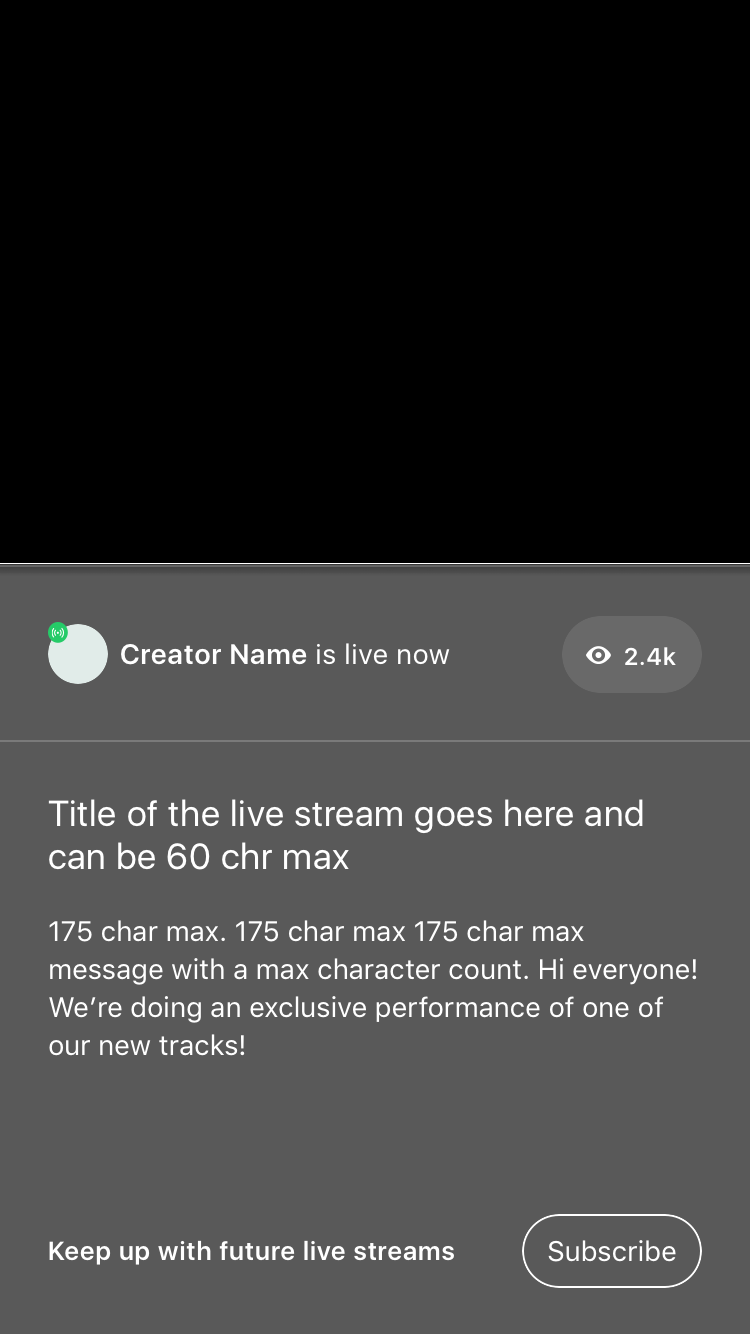 Creator Name is live now
2.4k
Title of the live stream goes here and
can be 60 chr max
175 char max. 175 char max 175 char max
message with a max character count. Hi everyone!
We’re doing an exclusive performance of one of
our new tracks!
Keep up with future live streams
Subscribe